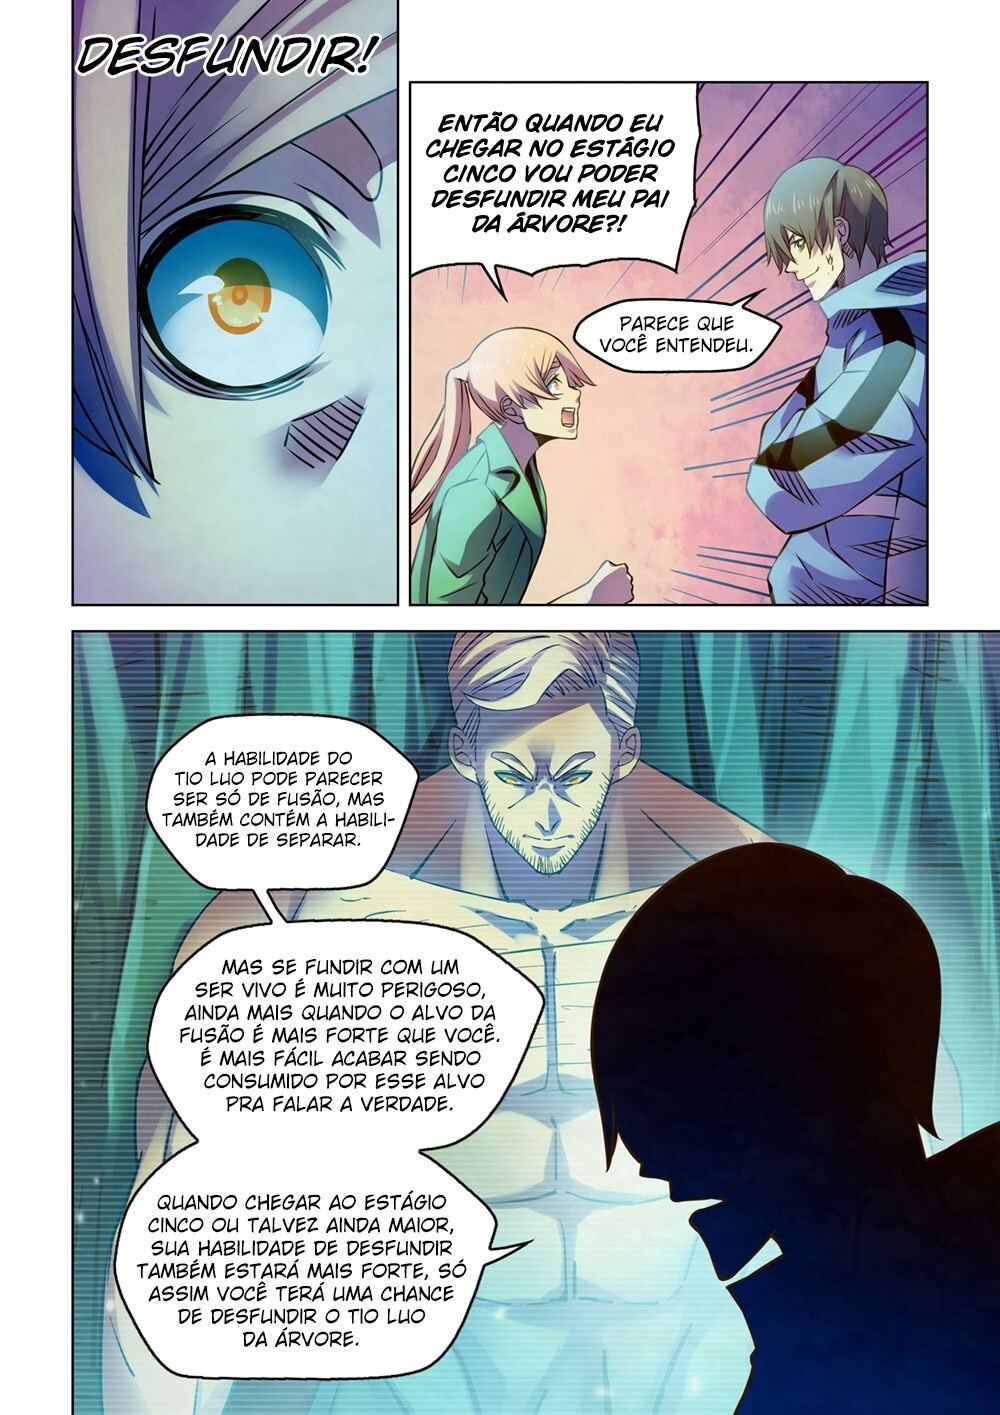 DESFUNDIR!
ENTÃO QUANDO EU
CHEGAR NO ESTÁGIO
CINCO VOU PODER
DESFUNDIR MEU PAI
DA ÁRVORE?!
PARECE QUE
VOCÊ ENTENDEU.
A HABILIDADE DO
TIO LUO PODE PARECER
SER SÓ DE FUSÃO, MAS
TAMBÉM CONTÉM A HABILI-
DADE DE SEPARAR.
MAS SE FUNDIR COM UM
SER VIVO É MUITO PERIGOSO,
AINDA MAIS QUANDO O ALVO DA
FUSÃO É MAIS FORTE QUE VOCÊ.
É MAIS FÁCIL ACABAR SENDO
CONSUMIDO POR ESSE ALVO
PRA FALAR A VERDADE.
QUANDO CHEGAR AO ESTÁGIO
CINCO OU TALVEZ AINDA MAIOR,
SUA HABILIDADE DE DESFUNDIR
TAMBÉM ESTARÁ MAIS FORTE, SÓ
ASSIM VOCÊ TERÁ UMA CHANCE
DE DESFUNDIR O TIO LUO
DA ÁRVORE.